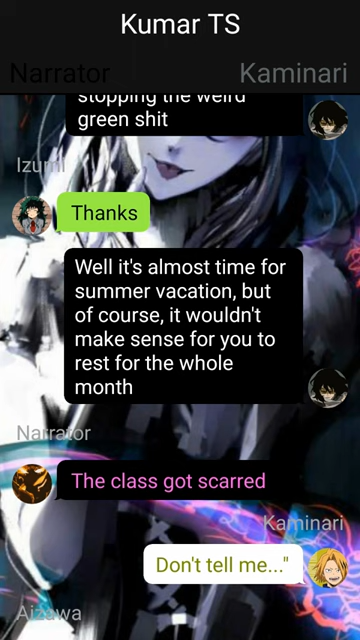 Kumar TS
Narrator
Kaminari
stopping the weird
green shit
Izumi
Thanks
Well it's almost time for
summer vacation, but
of course, it wouldn't
make sense for you to
rest for the whole
month
Narrator
The class got scarred
Kaminari
Don't tell me..."
Aizawa